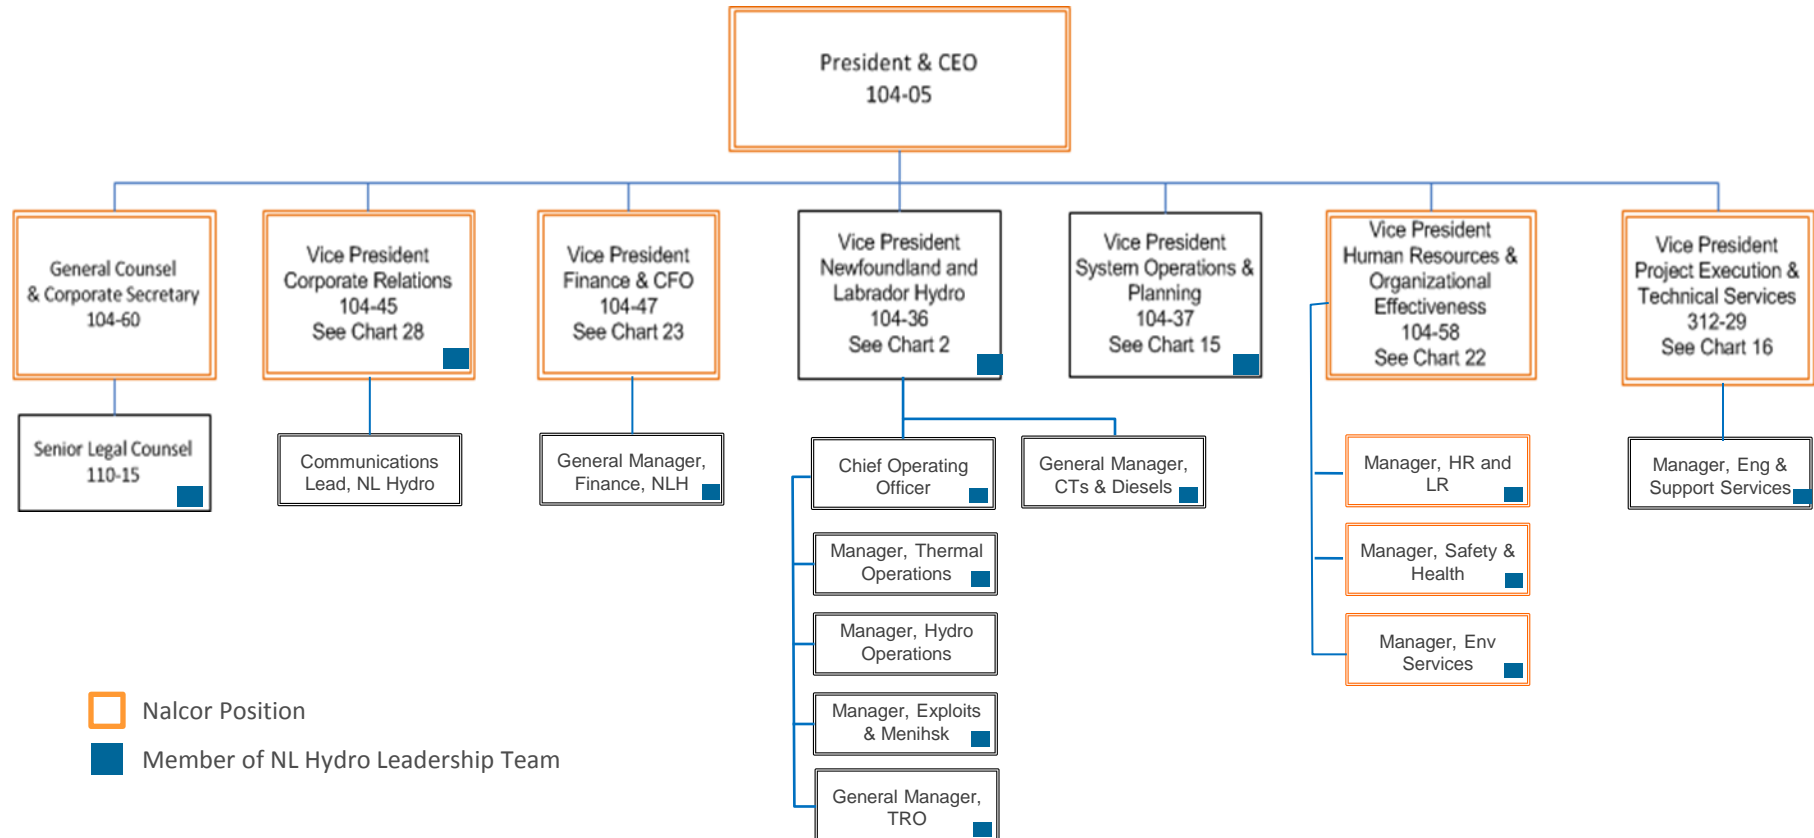 President & CEO
104-05
General Counsel
& Corporate Secretary
104-60
Vice President
Corporate Relations
104-45
See Chart 28
Vice President
Finance & CFO
104-47
See Chart 23
Vice President
Newfoundland and
Labrador Hydro
104-36
See Chart 2
Vice President
System Operations &
Planning
104-37
See Chart 15
Vice President
Human Resources &
Organizational
Effectiveness
104-58
See Chart 22
Vice President
Project Execution &
Technical Services
312-29
See Chart 16
Senior Legal Counsel
110-15
Communications
Lead, NL Hydro
General Manager,
Finance, NLH
Chief Operating
Officer
General Manager,
CTs & Diesels
Manager, HR and
LR
Manager, Eng &
Support Services
Manager, Thermal
Operations
Manager, Safety &
Health
Manager, Hydro
Operations
Manager, Env
Services
Manager, Exploits
& Menihsk
General Manager,
TRO
Nalcor Position
Member of NL Hydro Leadership Team